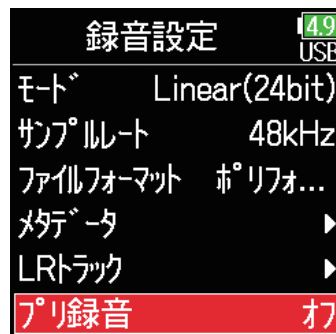 録音設定
4.9
USB
モード Linear(24bit)
サンプルレート 48kHz
ファイルフォーマット ポリフォ...
メタデータ
LRトラック
プリ録音 オフ